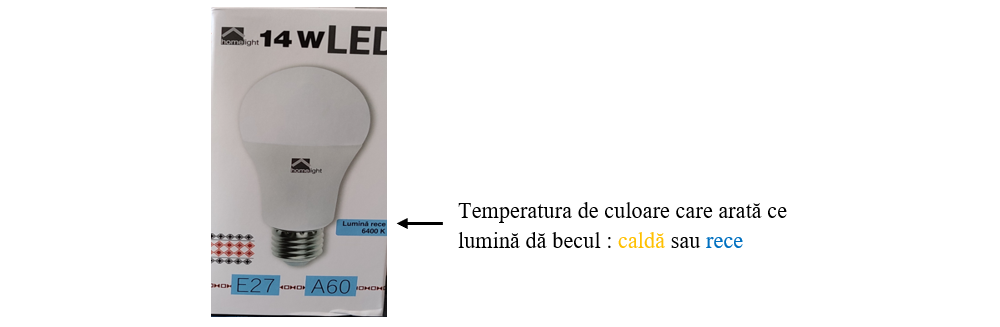 homelight 14W LED
homelight
Lumină rece
6400 K
E27 A60
Temperatura de culoare care arată ce
lumină dă becul : caldă sau rece